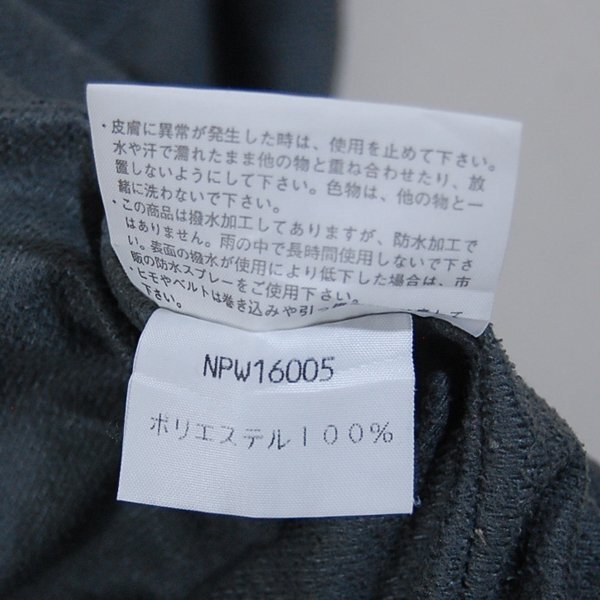 ・皮膚に異常が発生した時は、使用を止めて下さい。
水や汗で濡れたまま他の物と重ね合わせたり、放
置しないようにして下さい。色物は、他の物と一
緒に洗わないで下さい。
・この商品は撥水加工してありますが、防水加工で
はありません。雨の中で長時間使用しないで下さ
い。表面の撥水が使用により低下した場合は、市
販の防水スプレーをご使用下さい。
・ヒモやベルトは巻き込みや引っ
下さい。
NPW16005
ポリエステル100%